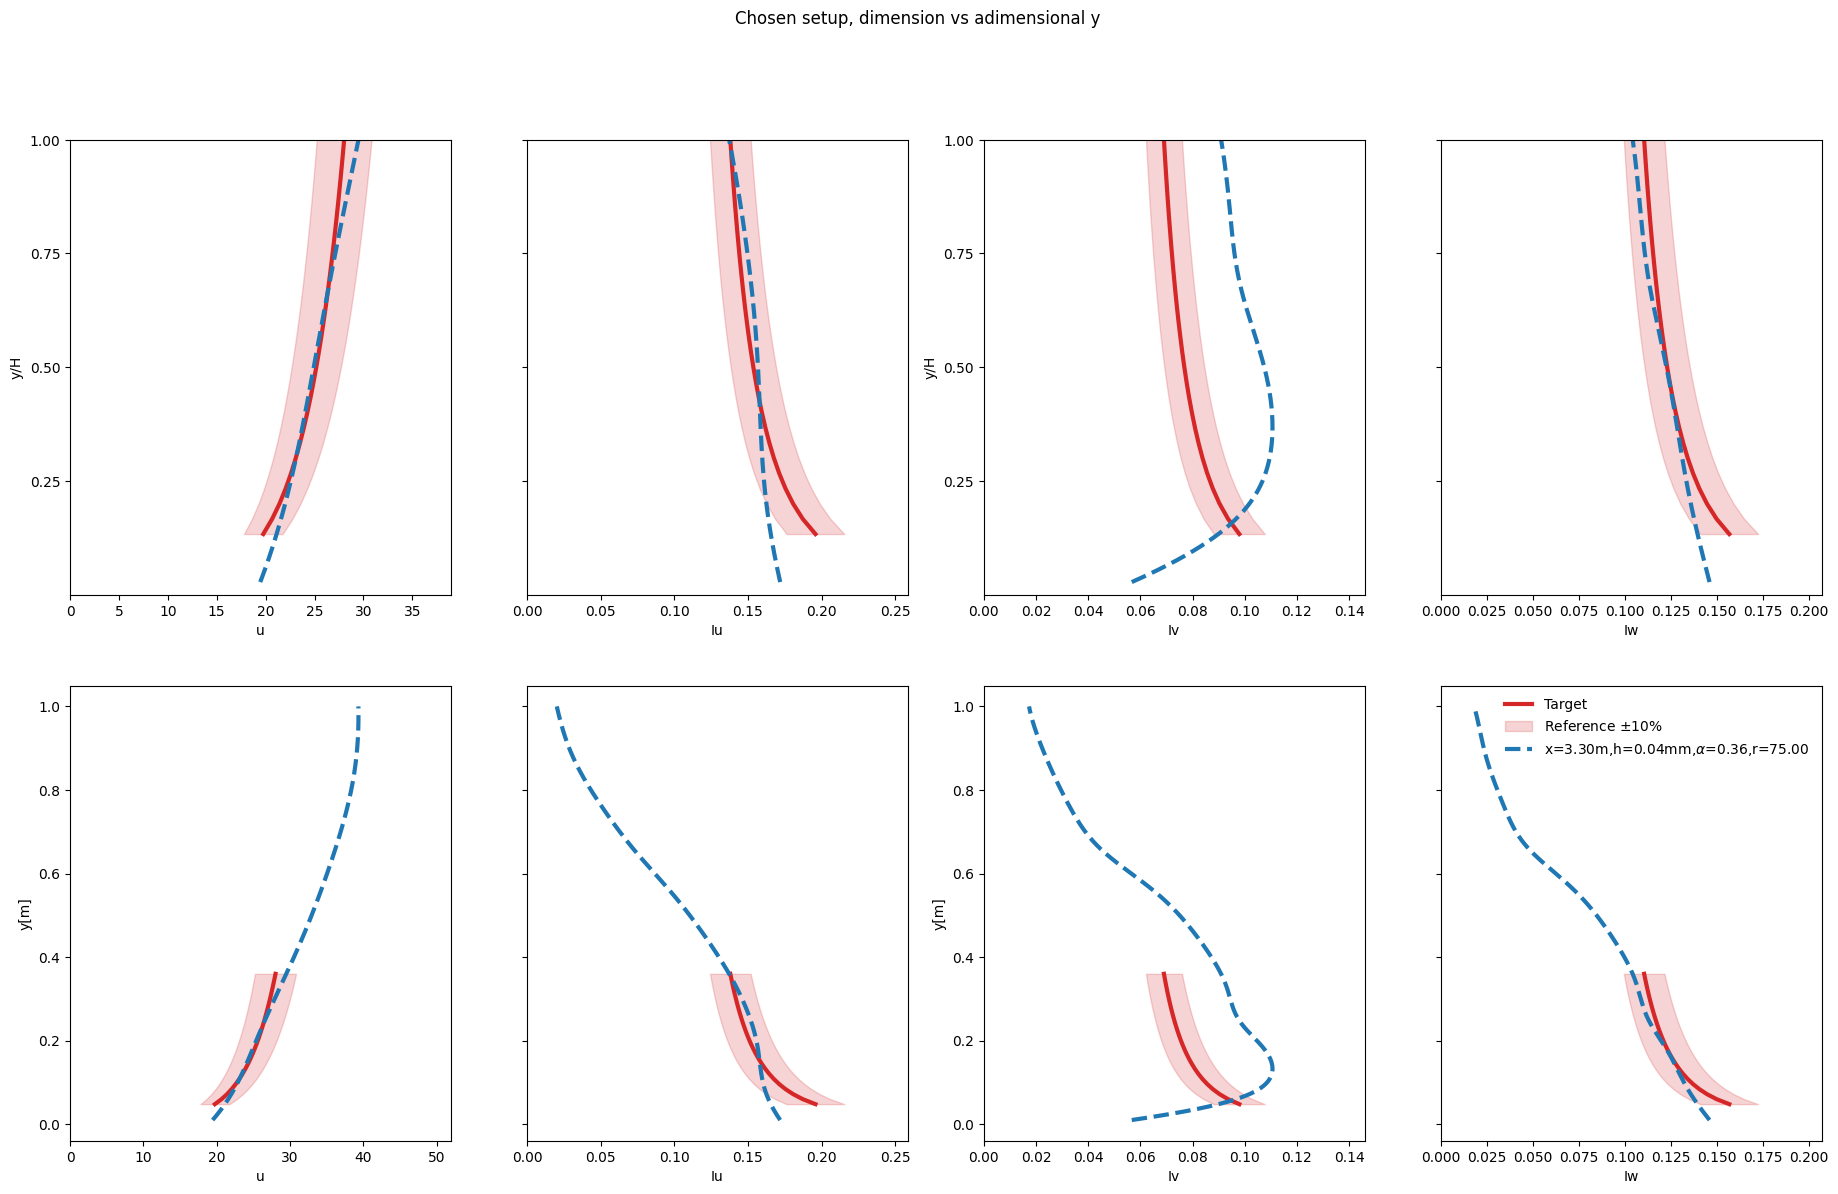 Chosen setup, dimension vs adimensional y
1.00
0.75
0.50
0.25
y/H
0 5 10 15 20 25 30 35
u
0.00 0.05 0.10 0.15 0.20 0.25
Iu
1.00
0.75
0.50
0.25
y/H
0.00 0.02 0.04 0.06 0.08 0.10 0.12 0.14
Iv
0.000 0.025 0.050 0.075 0.100 0.125 0.150 0.175 0.200
Iw
1.0
0.8
0.6
0.4
0.2
0.0
y[m]
0 10 20 30 40 50
u
0.00 0.05 0.10 0.15 0.20 0.25
Iu
1.0
0.8
0.6
0.4
0.2
0.0
y[m]
0.00 0.02 0.04 0.06 0.08 0.10 0.12 0.14
Iv
Target
Reference ±10%
x=3.30m,h=0.04mm,α=0.36,r=75.00
0.000 0.025 0.050 0.075 0.100 0.125 0.150 0.175 0.200
Iw